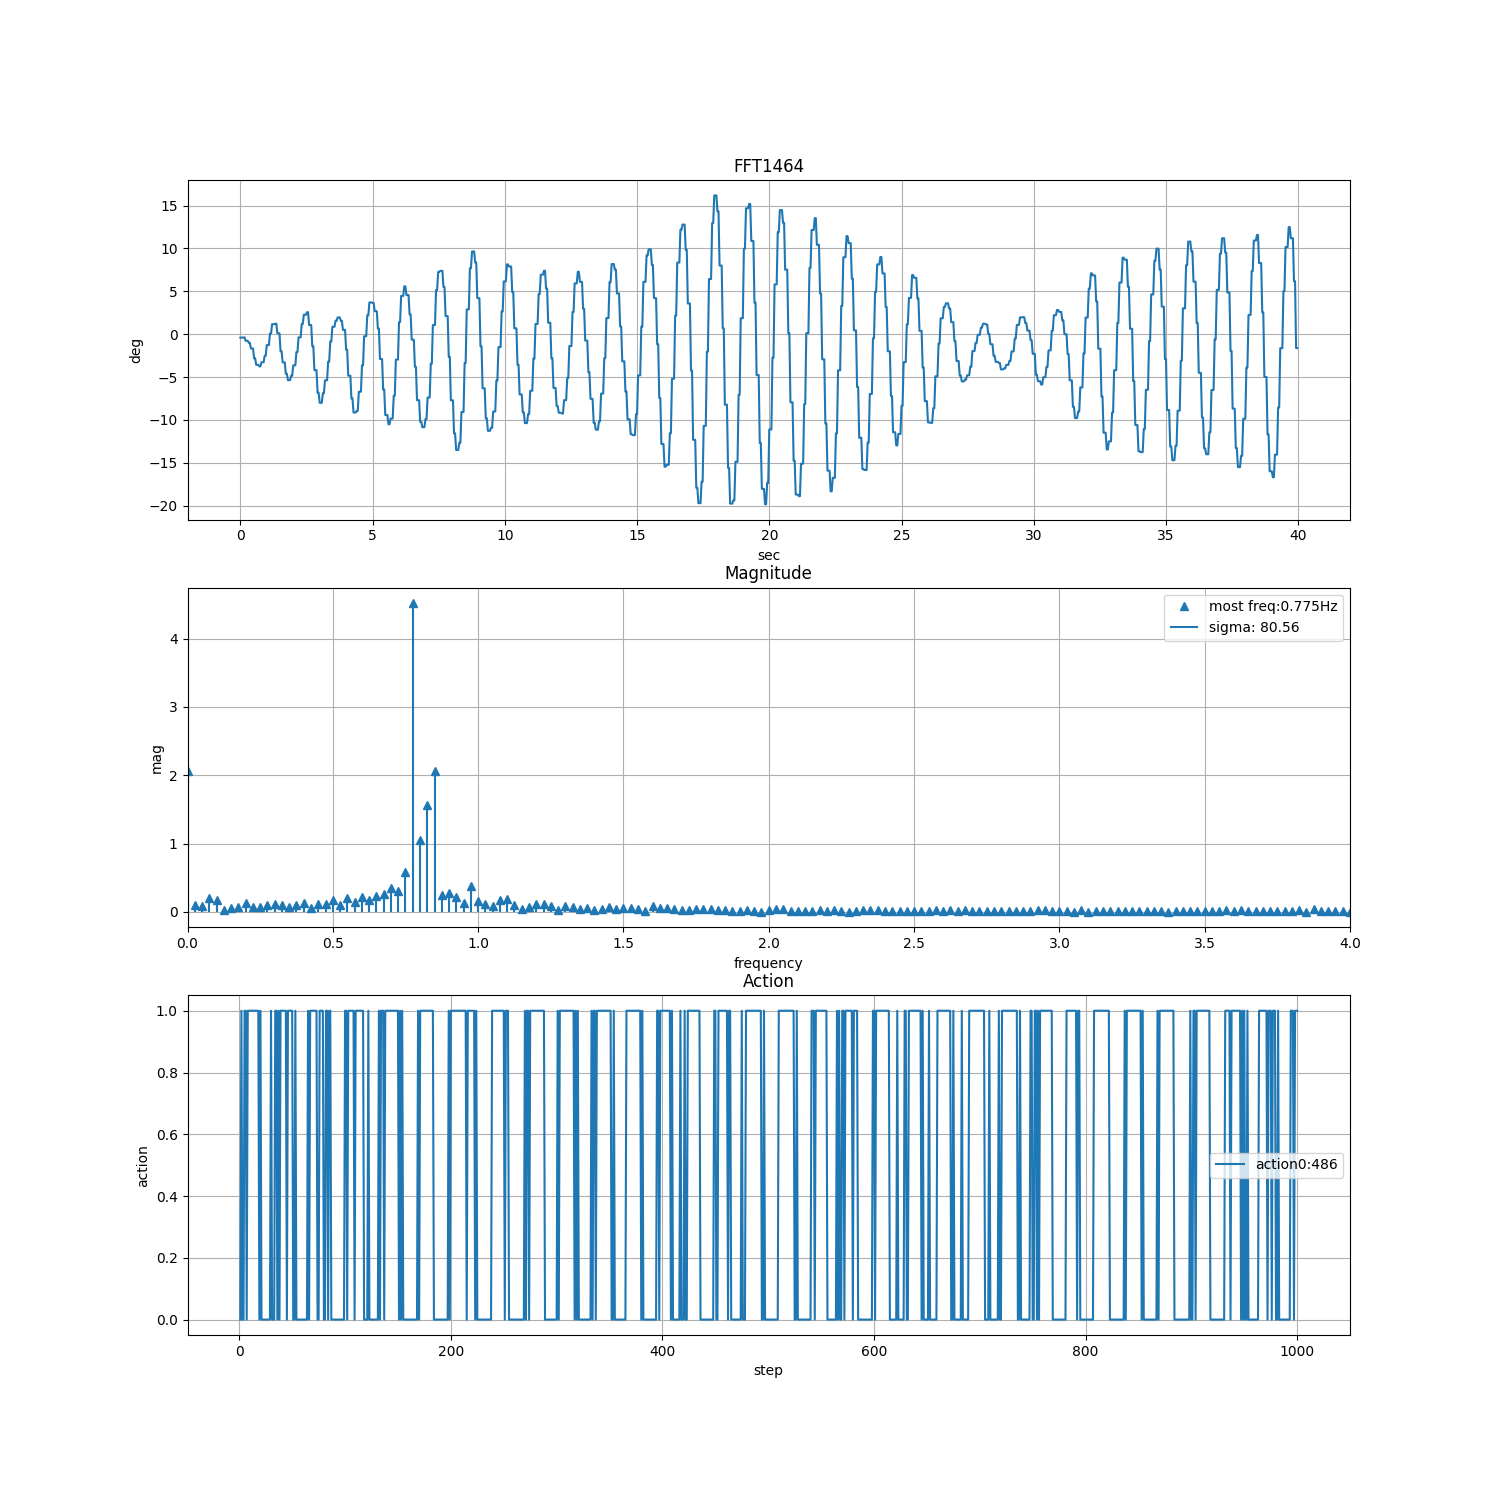 FFT1464
15
10
5
0
−5
−10
−15
−20
deg
0 5 10 15 20 25 30 35 40
sec
Magnitude
most freq:0.775Hz
sigma: 80.56
4
3
2
1
0
mag
0.0 0.5 1.0 1.5 2.0 2.5 3.0 3.5 4.0
frequency
Action
1.0
0.8
0.6
0.4
0.2
0.0
action
action0:486
0 200 400 600 800 1000
step